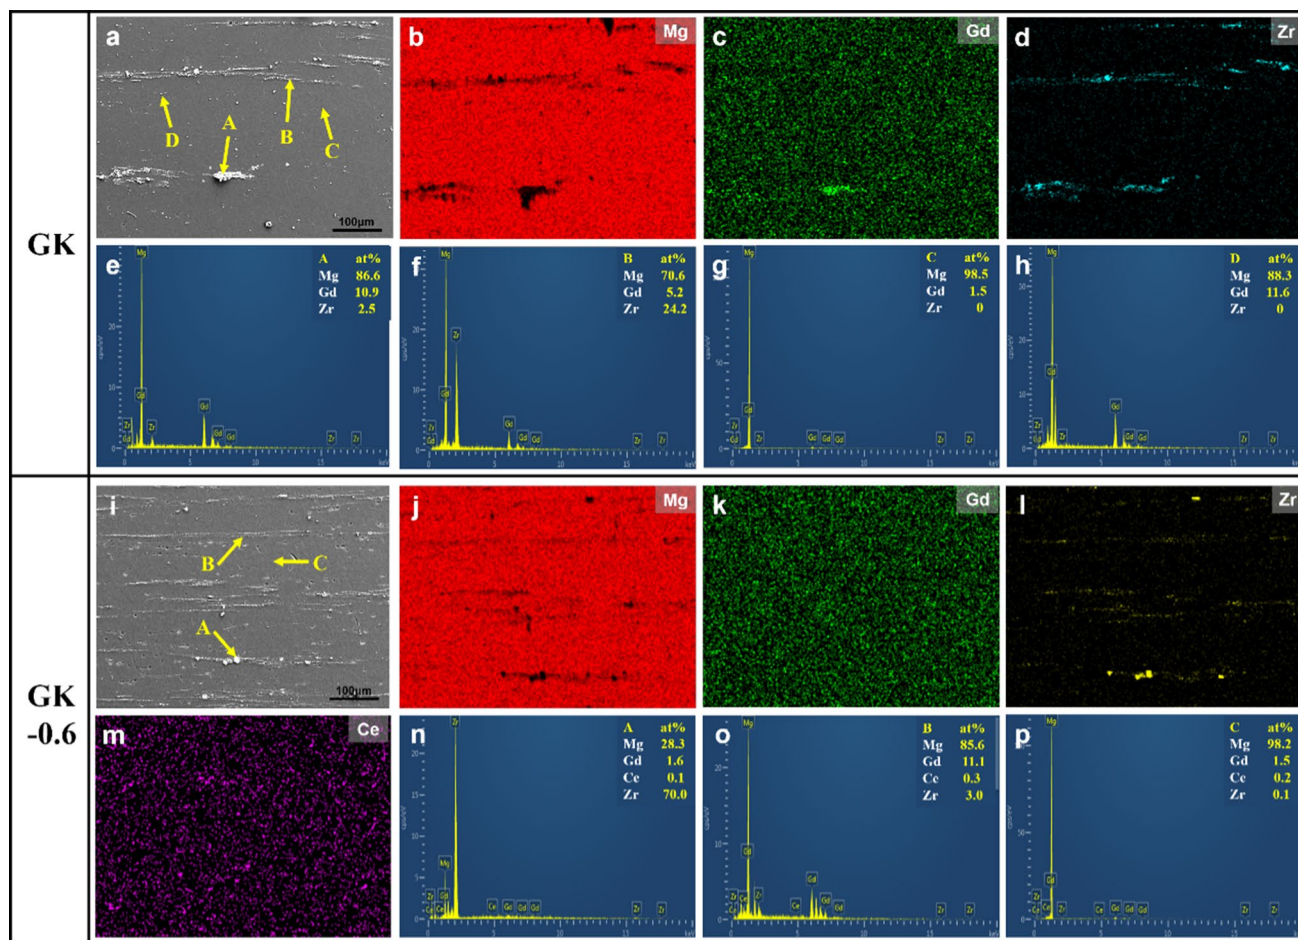 GK
a
D
A
B
C
100μm
b
Mg
c
Gd
d
Zr
e
A at%
Mg 86.6
Gd 10.9
Zr 2.5
f
B at%
Mg 70.6
Gd 5.2
Zr 24.2
g
C at%
Mg 98.5
Gd 1.5
Zr 0
h
D at%
Mg 88.3
Gd 11.6
Zr 0
GK
-0.6
i
B
C
A
100μm
j
Mg
k
Gd
l
Zr
m
Ce
n
A at%
Mg 28.3
Gd 1.6
Ce 0.1
Zr 70.0
o
B at%
Mg 85.6
Gd 11.1
Ce 0.3
Zr 3.0
p
C at%
Mg 98.2
Gd 1.5
Ce 0.2
Zr 0.1